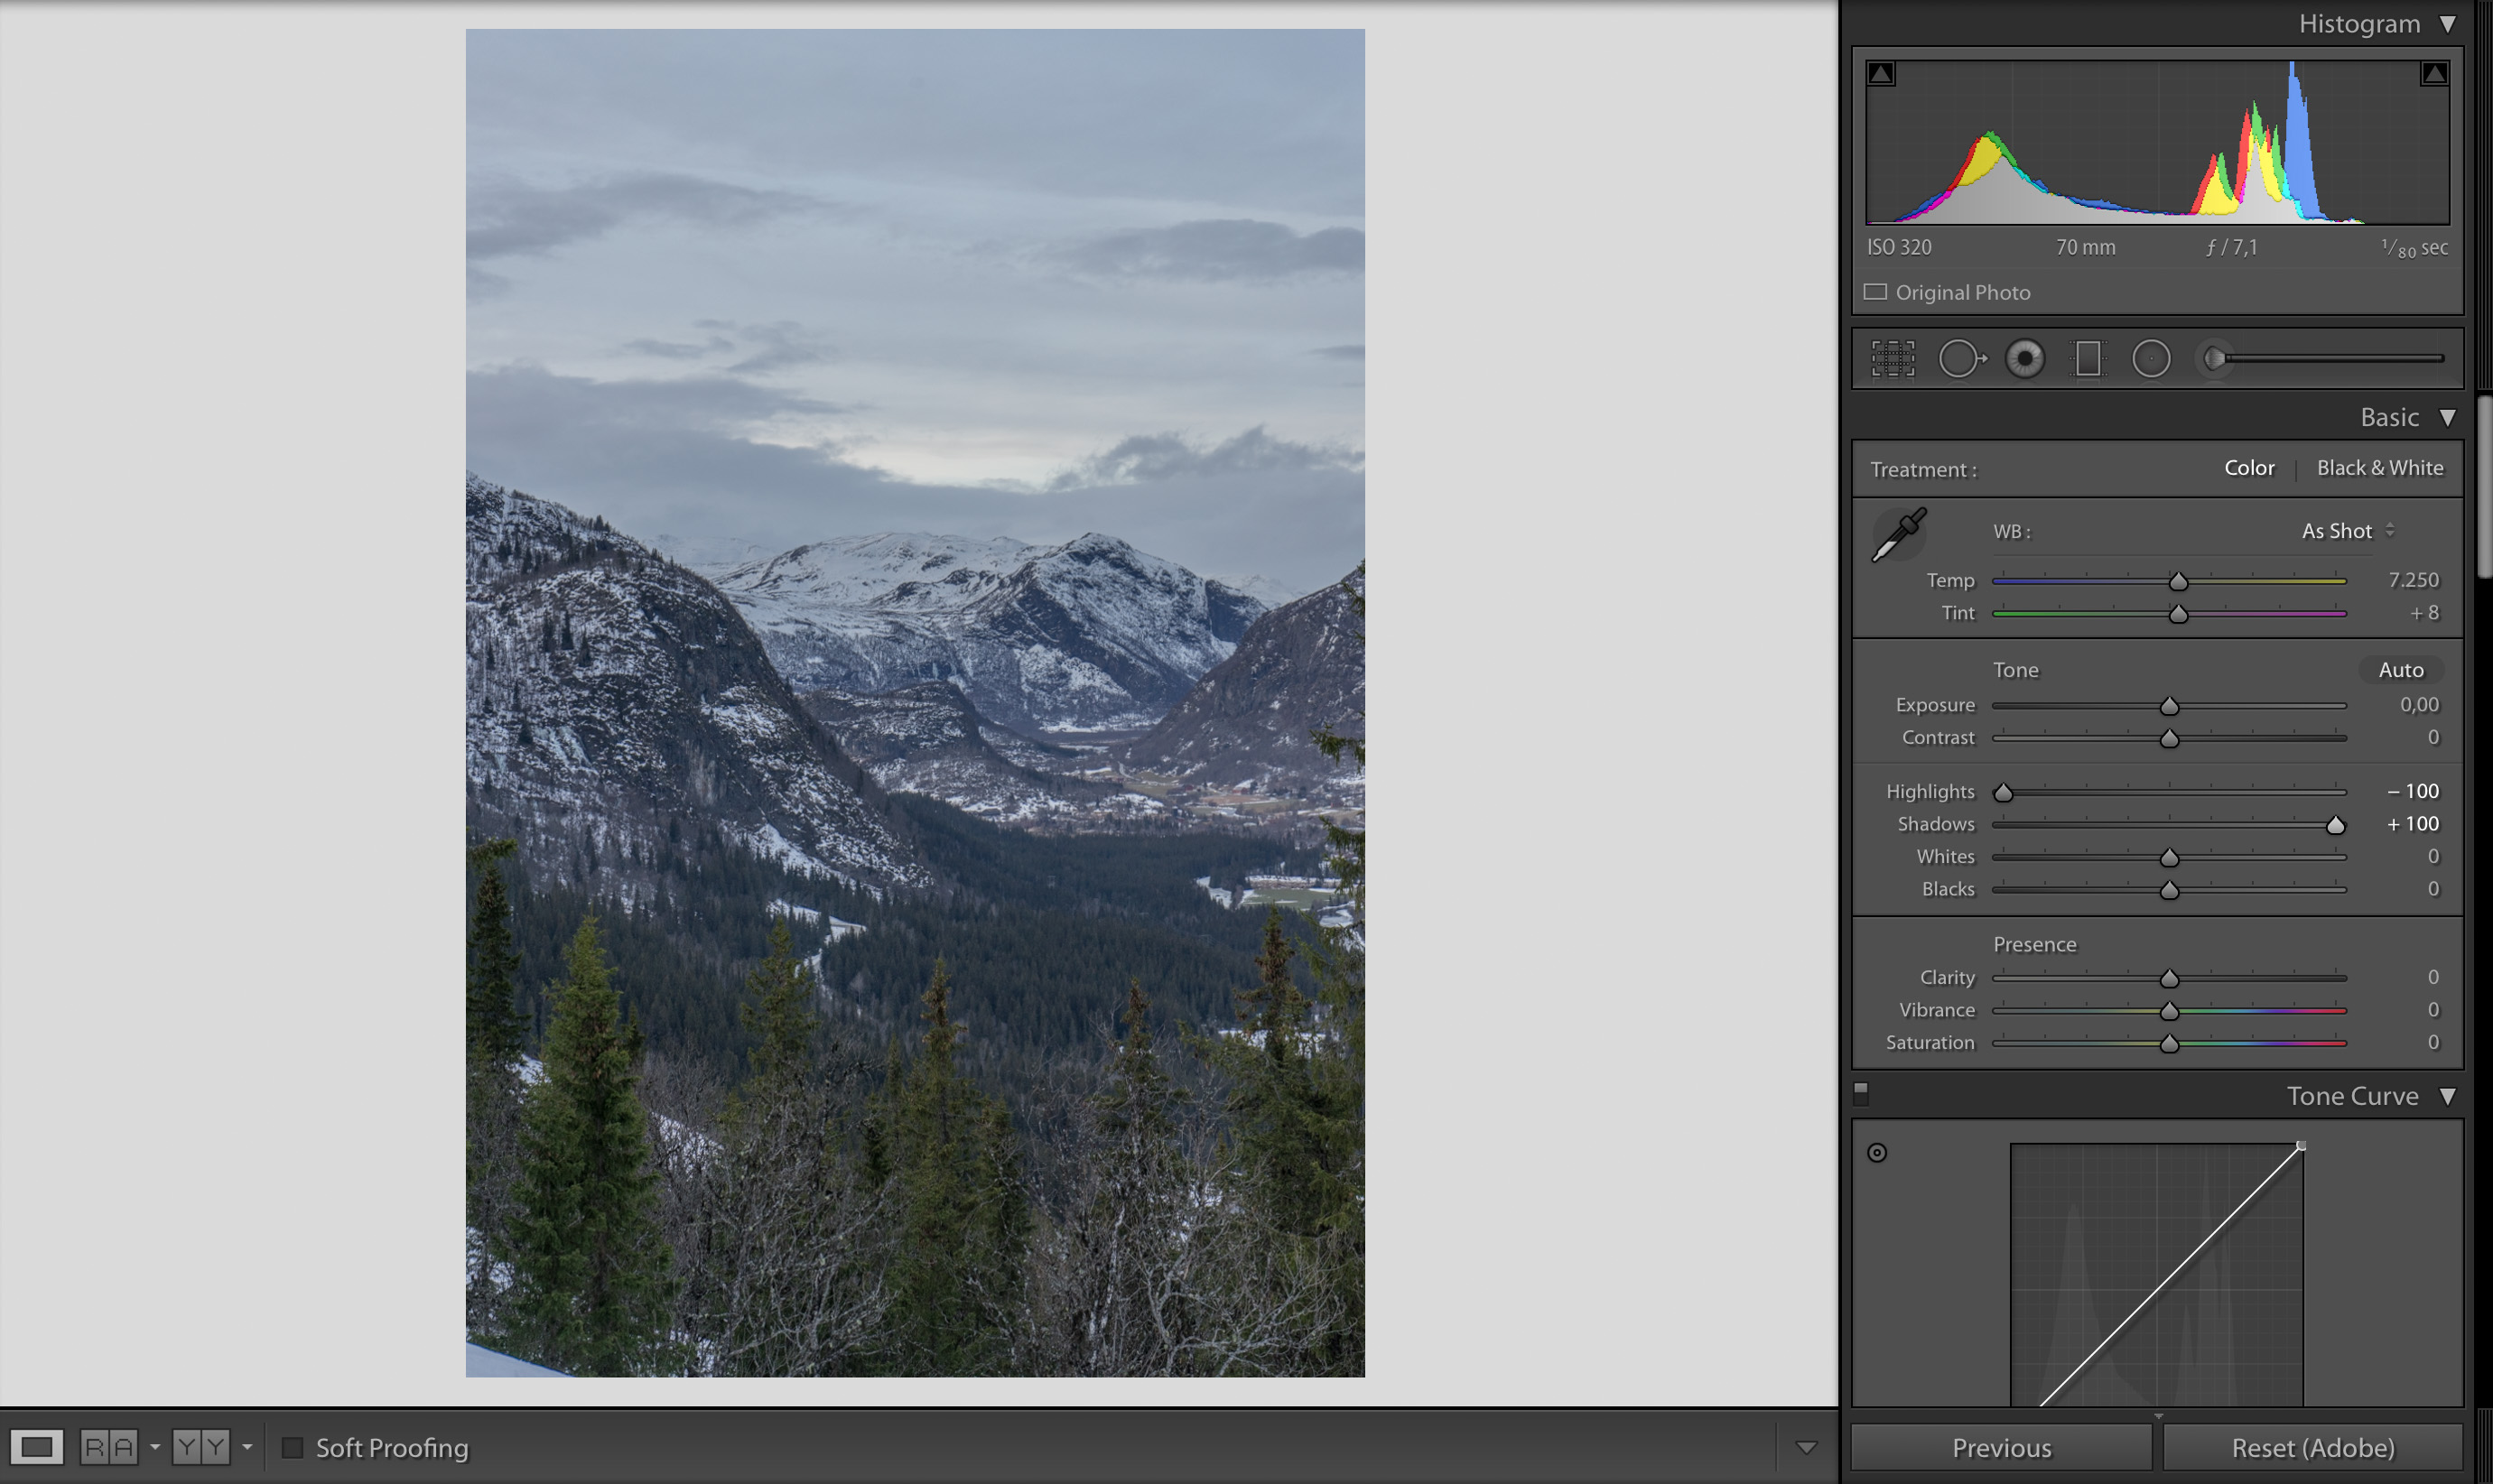 Histogram
ISO 320 70 mm ƒ / 7,1 1/80 sec
Original Photo
Basic
Treatment : Color Black & White
WB : As Shot
Temp 7.250
Tint + 8
Tone Auto
Exposure 0,00
Contrast 0
Highlights – 100
Shadows + 100
Whites 0
Blacks 0
Presence
Clarity 0
Vibrance 0
Saturation 0
Tone Curve
R A Y Y Soft Proofing Previous Reset (Adobe)